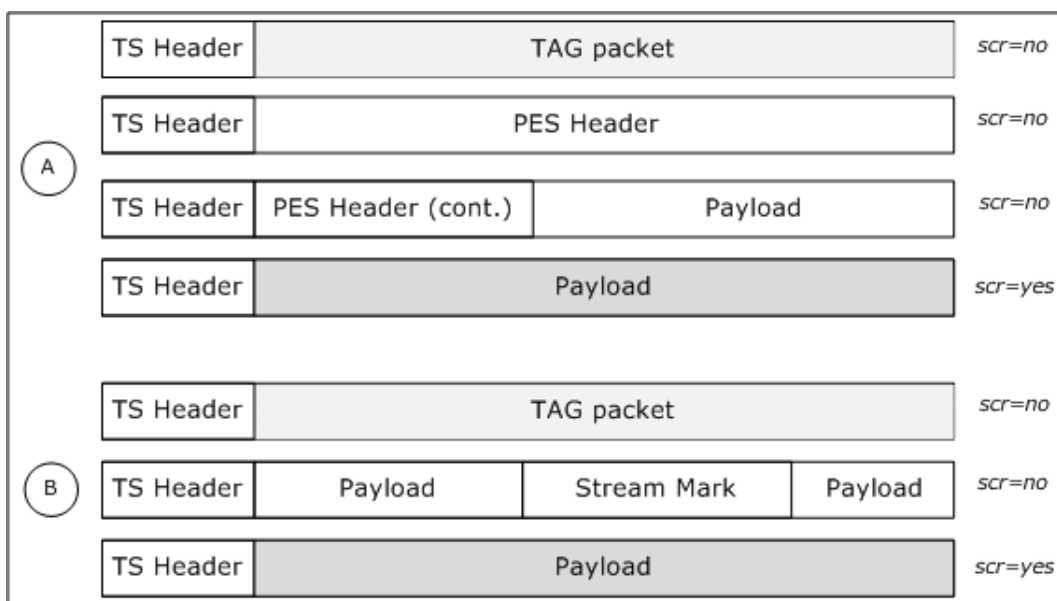 TS Header TAG packet scr=no
TS Header PES Header scr=no
A
TS Header PES Header (cont.) Payload scr=no
TS Header Payload scr=yes
TS Header TAG packet scr=no
B TS Header Payload Stream Mark Payload scr=no
TS Header Payload scr=yes